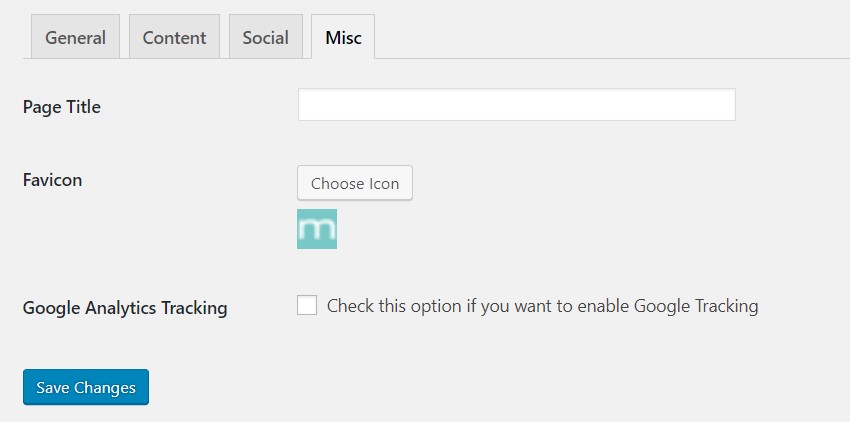 General Content Social Misc
Page Title
Favicon Choose Icon
m
Google Analytics Tracking Check this option if you want to enable Google Tracking
Save Changes